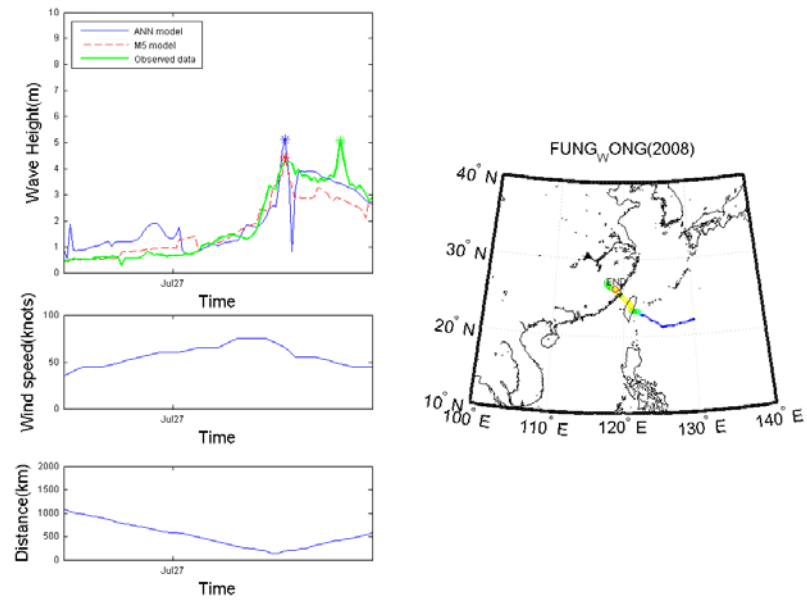 10
9
8
7
6
5
4
3
2
1
0
Wave Height(m)
ANN model
M5 model
Observed data
Jul27
Time
100
50
0
Wind speed(knots)
Jul27
Time
2000
1500
1000
500
0
Distance(km)
Jul27
Time
FUNG_WONG(2008)
40° N
30° N
20° N
10° N
END
100° E
110° E
120° E
130° E
140° E